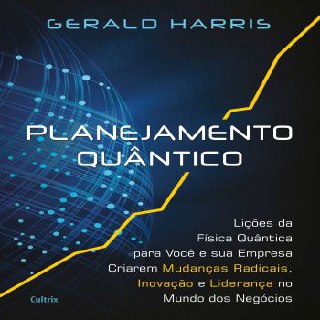 GERALD HARRIS
PLANEJAMENTO
QUÂNTICO
Lições da
Física Quântica
para Você e sua Empresa
Criarem Mudanças Radicais,
Inovação e Liderança no
Mundo dos Negócios
Cultrix